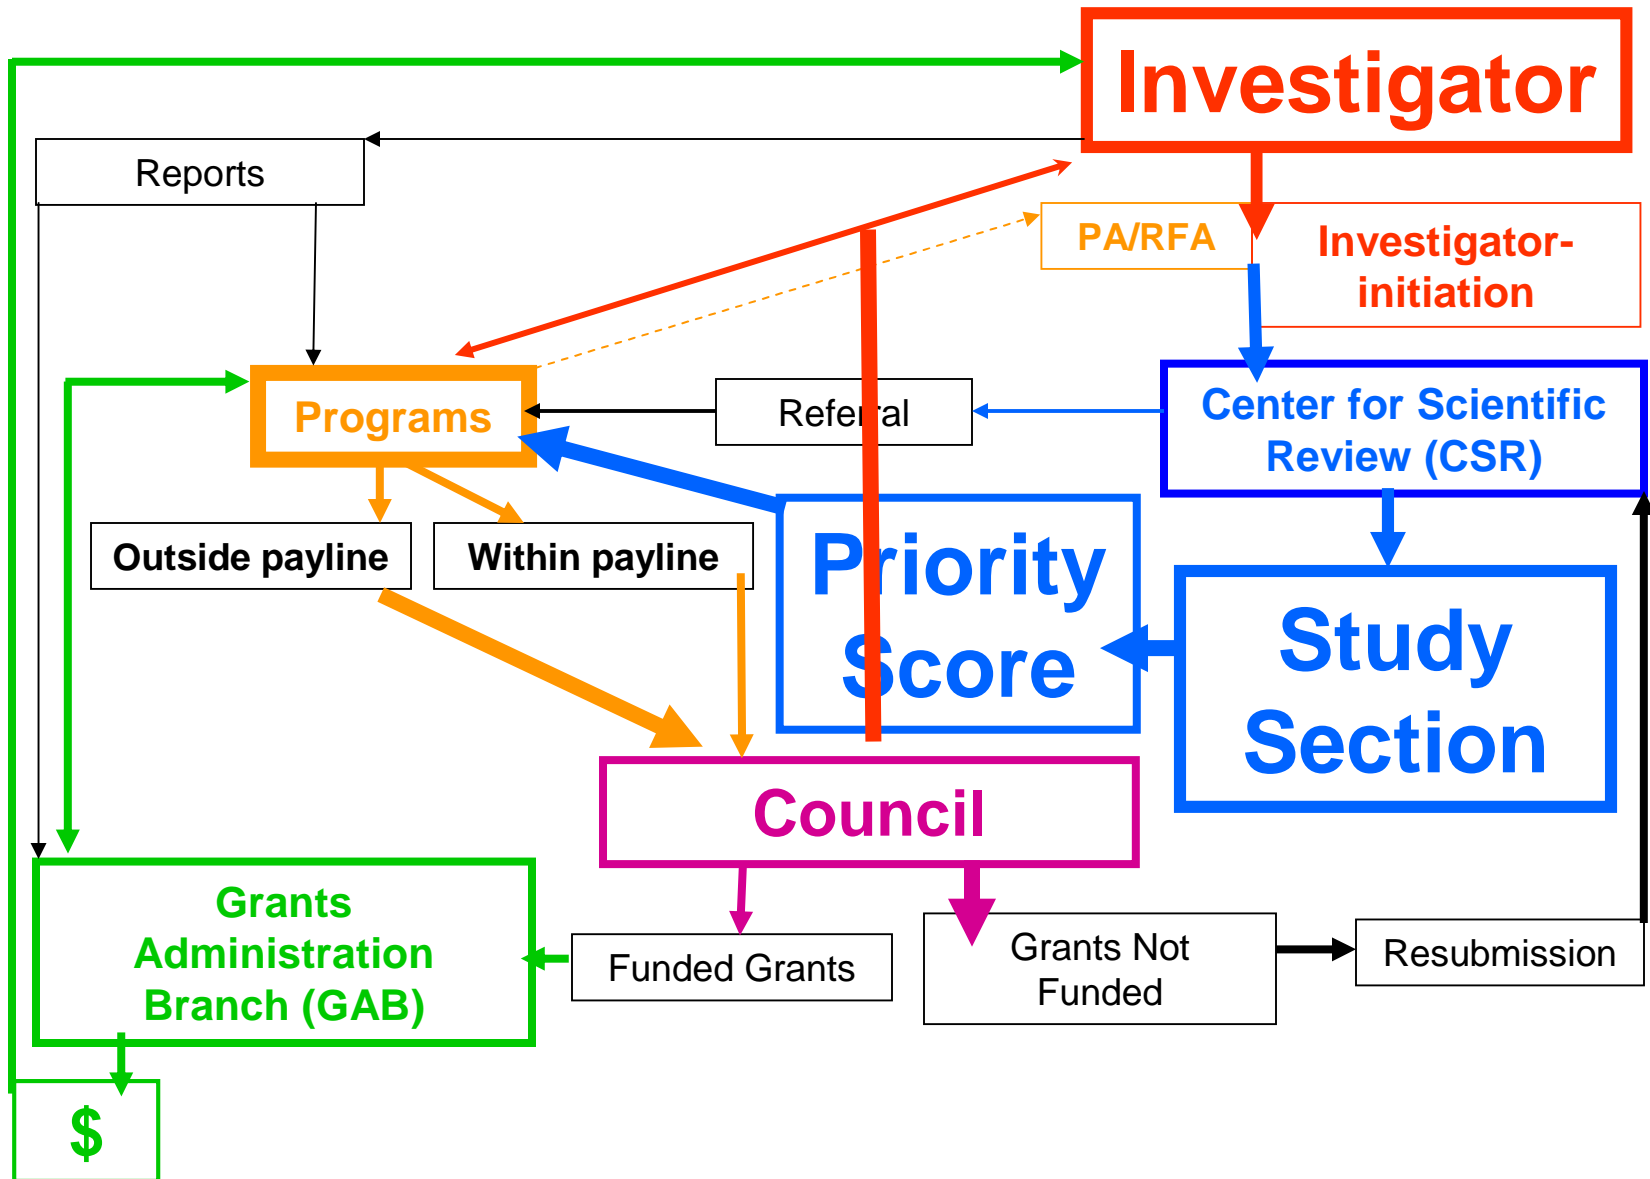 Investigator
Reports
PA/RFA
Investigator-
initiation
Programs
Referral
Center for Scientific
Review (CSR)
Outside payline
Within payline
Priority
Score
Study
Section
Council
Grants
Administration
Branch (GAB)
Funded Grants
Grants Not
Funded
Resubmission
$